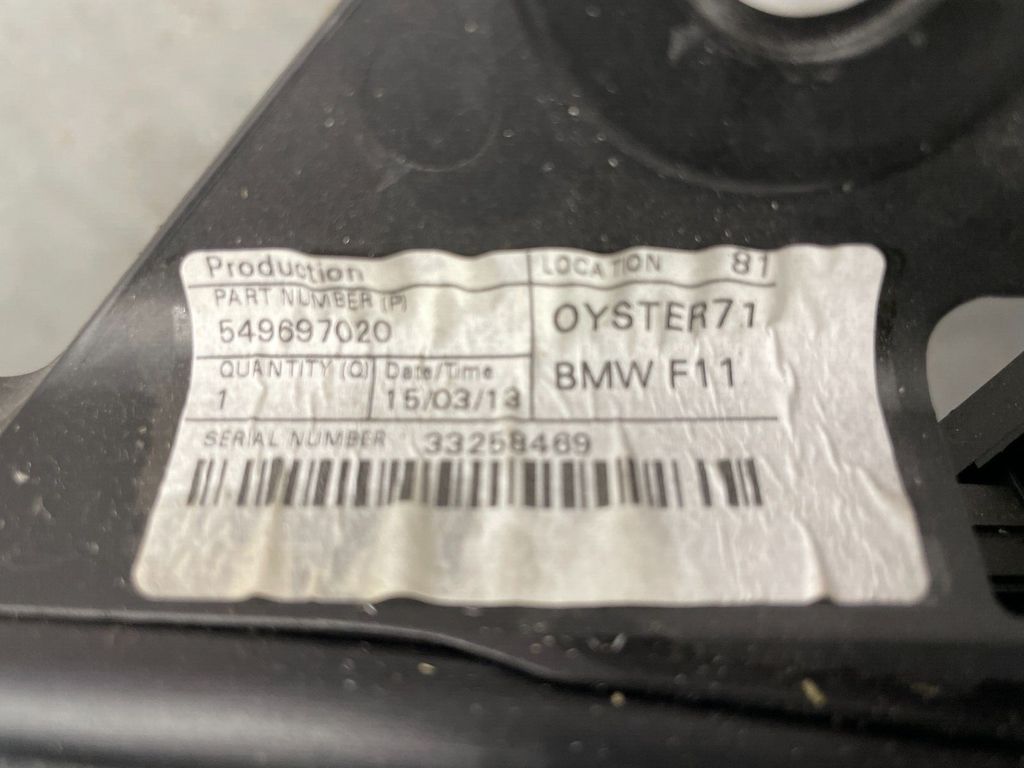 Production
LOCATION 81
PART NUMBER (P)
549697020
OYSTER71
BMW F11
QUANTITY (Q)
1
Date/Time
15/03/13
SERIAL NUMBER 33258469